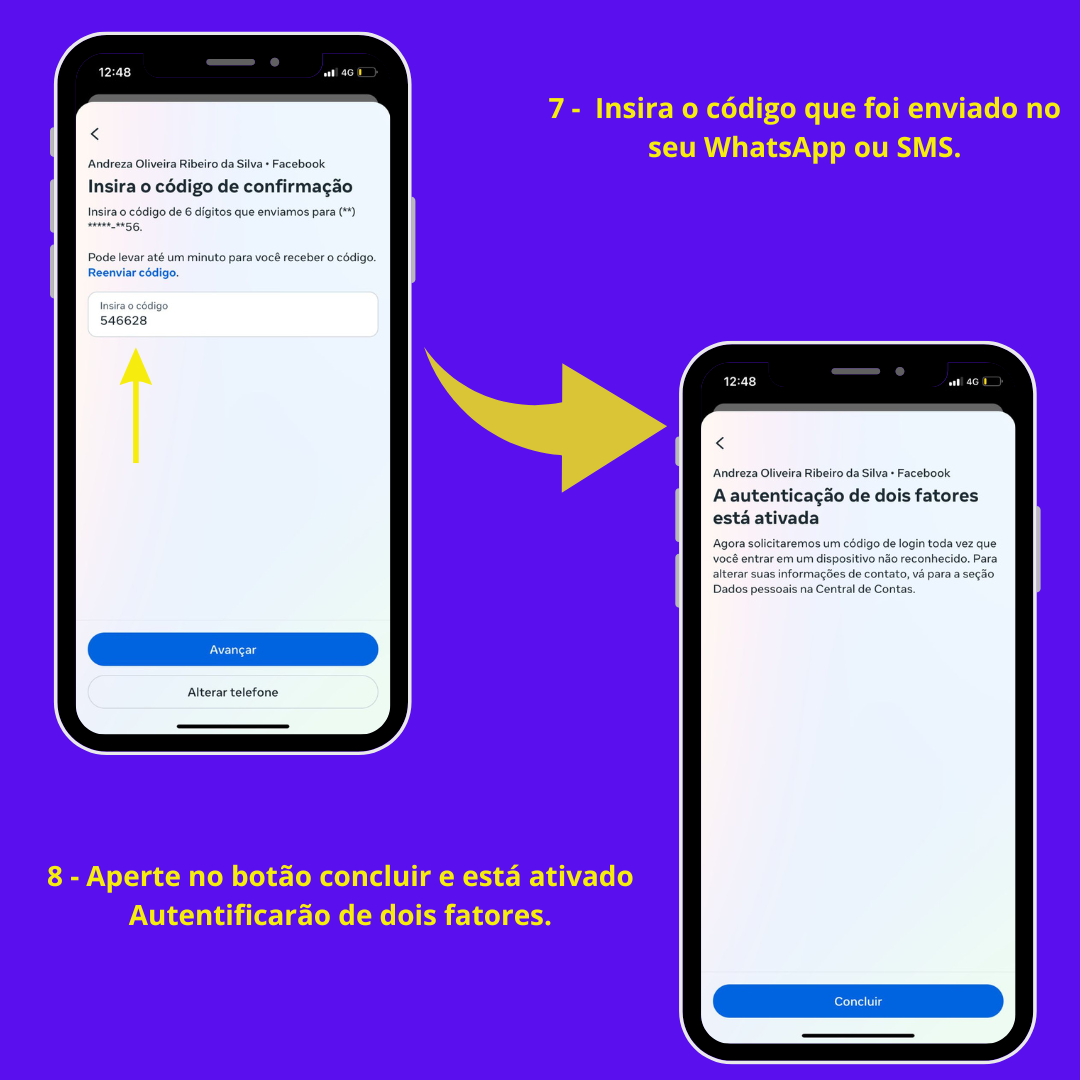 12:48
4G
Andreza Oliveira Ribeiro da Silva • Facebook
Insira o código de confirmação
Insira o código de 6 dígitos que enviamos para (**)
*****-**56.
Pode levar até um minuto para você receber o código.
Reenviar código.
Insira o código
546628
Avançar
Alterar telefone
7 -  Insira o código que foi enviado no
seu WhatsApp ou SMS.
12:48
4G
Andreza Oliveira Ribeiro da Silva • Facebook
A autenticação de dois fatores
está ativada
Agora solicitaremos um código de login toda vez que
você entrar em um dispositivo não reconhecido. Para
alterar suas informações de contato, vá para a seção
Dados pessoais na Central de Contas.
Concluir
8 - Aperte no botão concluir e está ativado
Autentificarão de dois fatores.